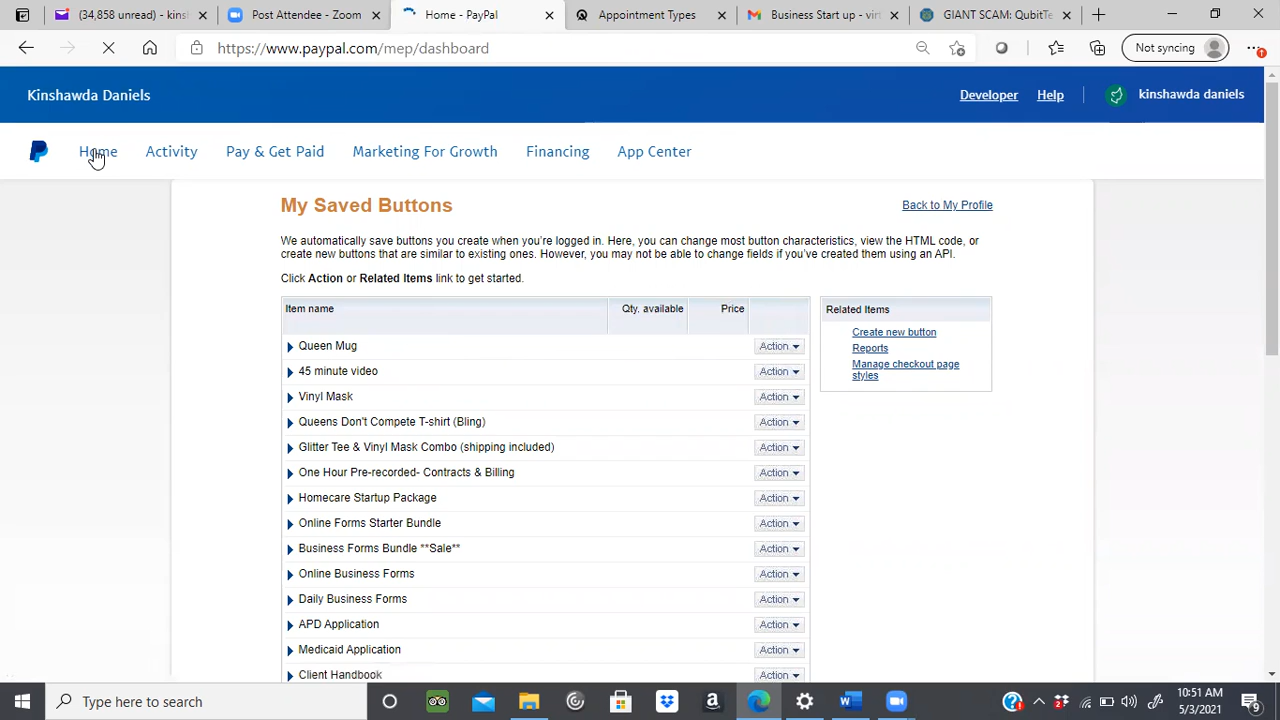 (34,858 unread) - kinsh
Post Attendee - Zoom
Home - PayPal
Appointment Types
Business Start up - virt
GIANT SCAM: QubitTe
https://www.paypal.com/mep/dashboard
Not syncing
Kinshawda Daniels
Developer
Help
kinshawda daniels
Home
Activity
Pay & Get Paid
Marketing For Growth
Financing
App Center
My Saved Buttons
Back to My Profile
We automatically save buttons you create when you're logged in. Here, you can change most button characteristics, view the HTML code, or
create new buttons that are similar to existing ones. However, you may not be able to change fields if you've created them using an API.
Click Action or Related Items link to get started.
Item name
Qty. available
Price
Related Items
Create new button
Reports
Manage checkout page
styles
Queen Mug
Action
45 minute video
Action
Vinyl Mask
Action
Queens Don't Compete T-shirt (Bling)
Action
Glitter Tee & Vinyl Mask Combo (shipping included)
Action
One Hour Pre-recorded- Contracts & Billing
Action
Homecare Startup Package
Action
Online Forms Starter Bundle
Action
Business Forms Bundle **Sale**
Action
Online Business Forms
Action
Daily Business Forms
Action
APD Application
Action
Medicaid Application
Action
Client Handbook
Action
Type here to search
10:51 AM
5/3/2021